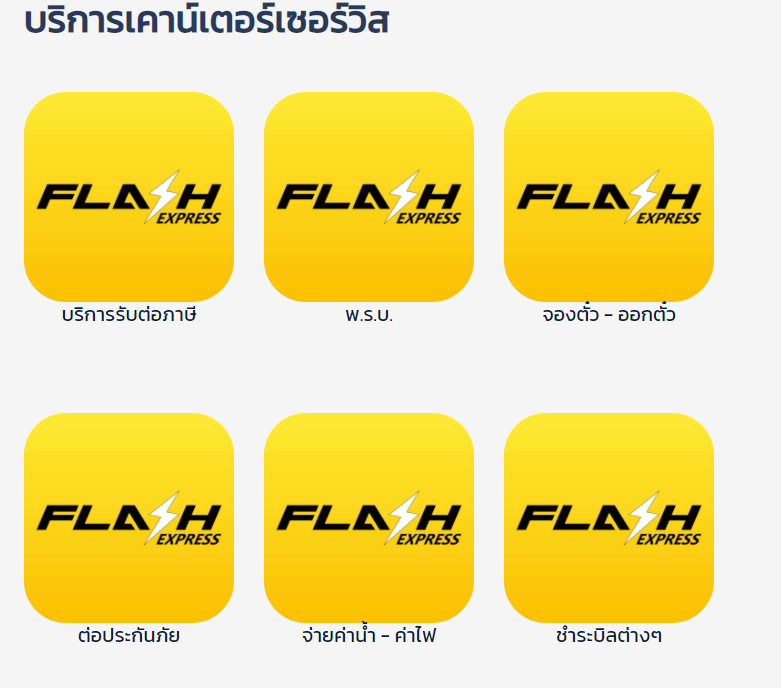 บริการเคาน์เตอร์เซอร์วิส
FLASH FLASH FLASH
EXPRESS EXPRESS EXPRESS
บริการรับต่อภาษี พ.ร.บ. จองตั๋ว - ออกตั๋ว
FLASH FLASH FLASH
EXPRESS EXPRESS EXPRESS
ต่อประกันภัย จ่ายค่าน้ำ - ค่าไฟ ชำระบิลต่างๆ